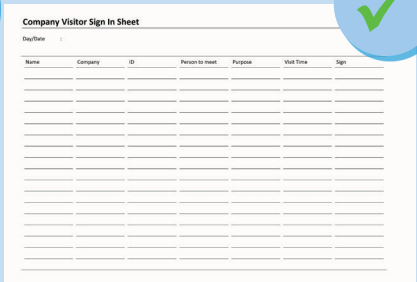 Company Visitor Sign In Sheet
Day/Date :
Name Company ID Person to meet Purpose Visit Time Sign